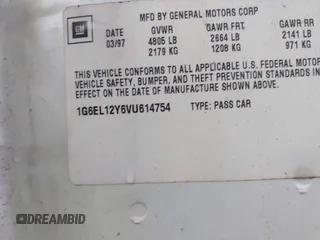 MFD BY GENERAL MOTORS CORP
GM
DATE GVWR GAWR FRT GAWR RR
03/97 4805 LB 2664 LB 2141 LB
2179 KG 1208 KG 971 KG
THIS VEHICLE CONFORMS TO ALL APPLICABLE U.S. FEDERAL MOTOR
VEHICLE SAFETY, BUMPER, AND THEFT PREVENTION STANDARDS IN
EFFECT ON THE DATE OF MANUFACTURE SHOWN ABOVE.
1G6EL12Y6VU614754 TYPE: PASS CAR
DREAMBID